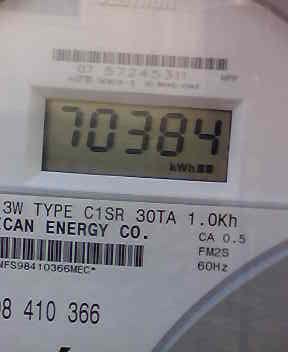 07 57245311
70384
kWh
3W TYPE C1SR 30TA 1.0Kh
ICAN ENERGY CO.
CA 0.5
FM2S
60Hz
NFS98410366MEC*
98 410 366